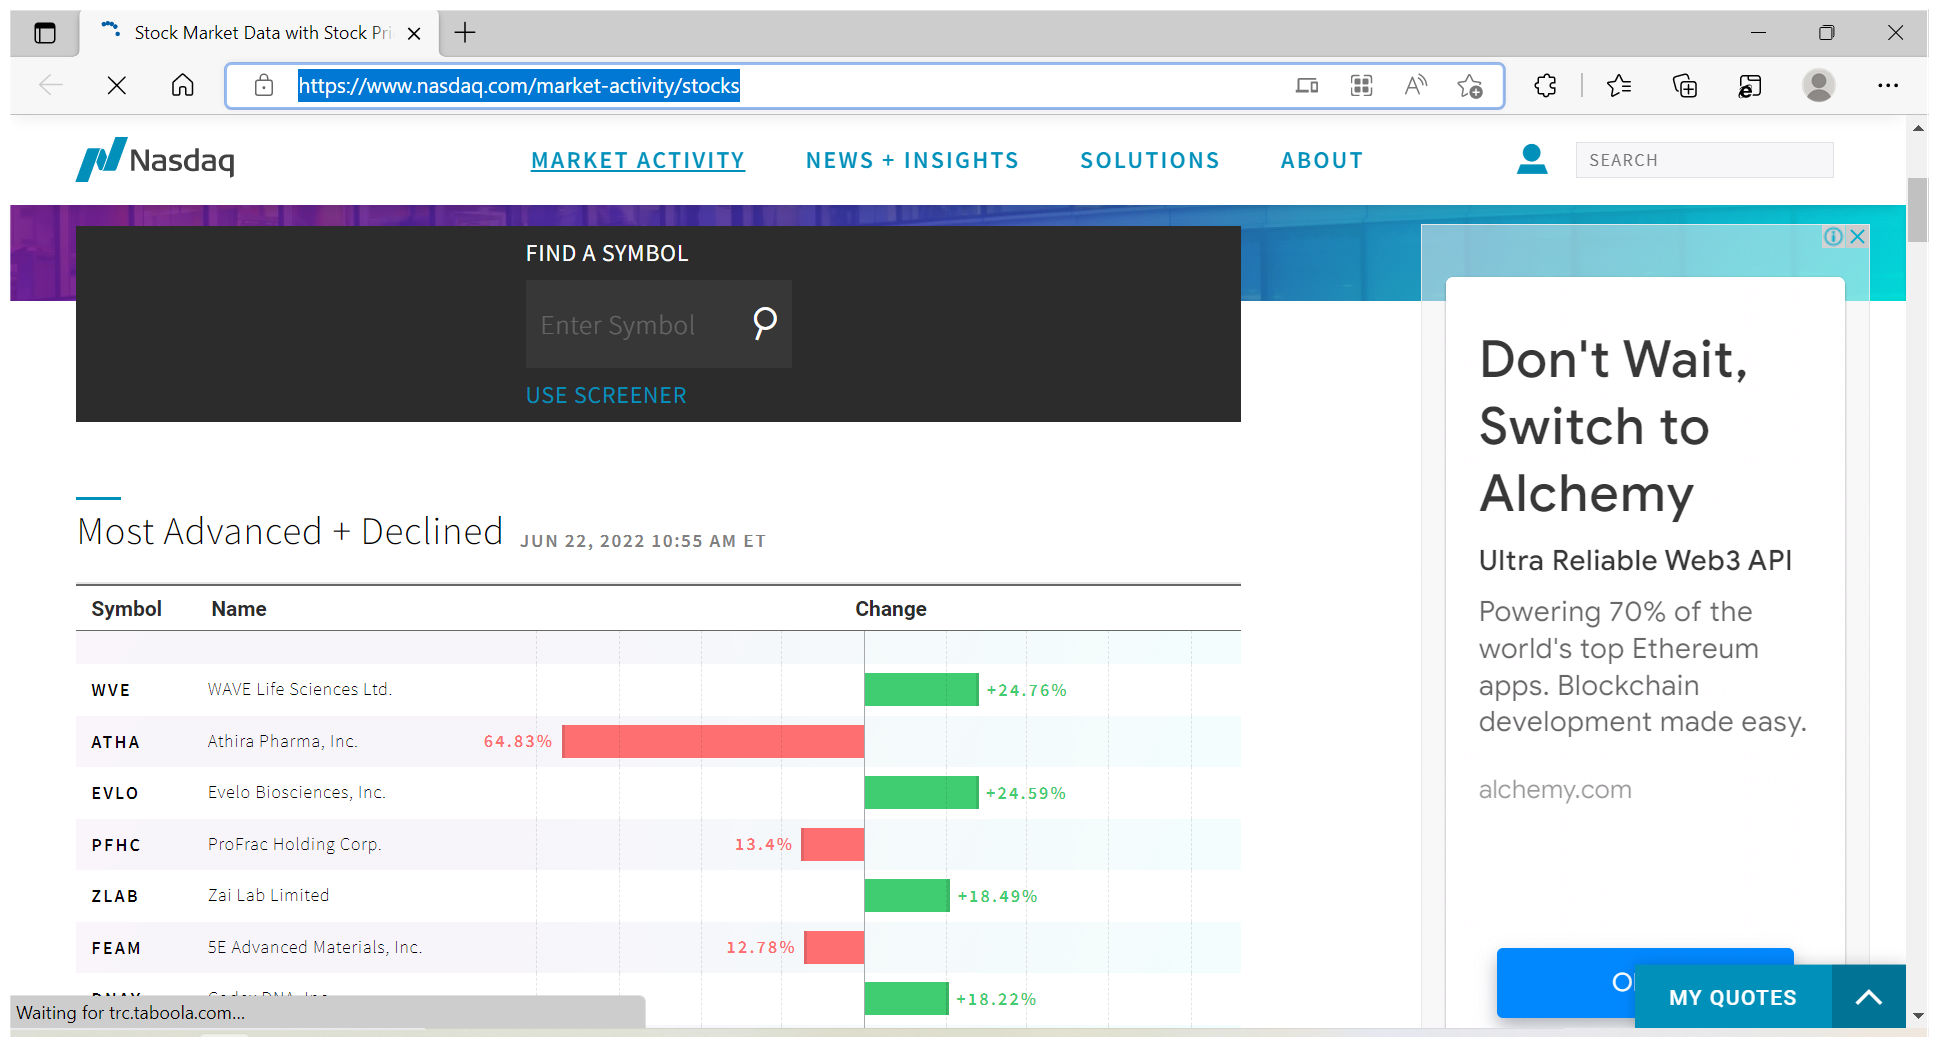 Stock Market Data with Stock Pri
https://www.nasdaq.com/market-activity/stocks
Nasdaq
MARKET ACTIVITY
NEWS + INSIGHTS
SOLUTIONS
ABOUT
SEARCH
FIND A SYMBOL
Enter Symbol
USE SCREENER
Most Advanced + Declined JUN 22, 2022 10:55 AM ET
Symbol Name Change
WVE WAVE Life Sciences Ltd. +24.76%
ATHA Athira Pharma, Inc. 64.83%
EVLO Evelo Biosciences, Inc. +24.59%
PFHC ProFrac Holding Corp. 13.4%
ZLAB Zai Lab Limited +18.49%
FEAM 5E Advanced Materials, Inc. 12.78%
+18.22%
Waiting for trc.taboola.com...
Don't Wait,
Switch to
Alchemy
Ultra Reliable Web3 API
Powering 70% of the
world's top Ethereum
apps. Blockchain
development made easy.
alchemy.com
MY QUOTES